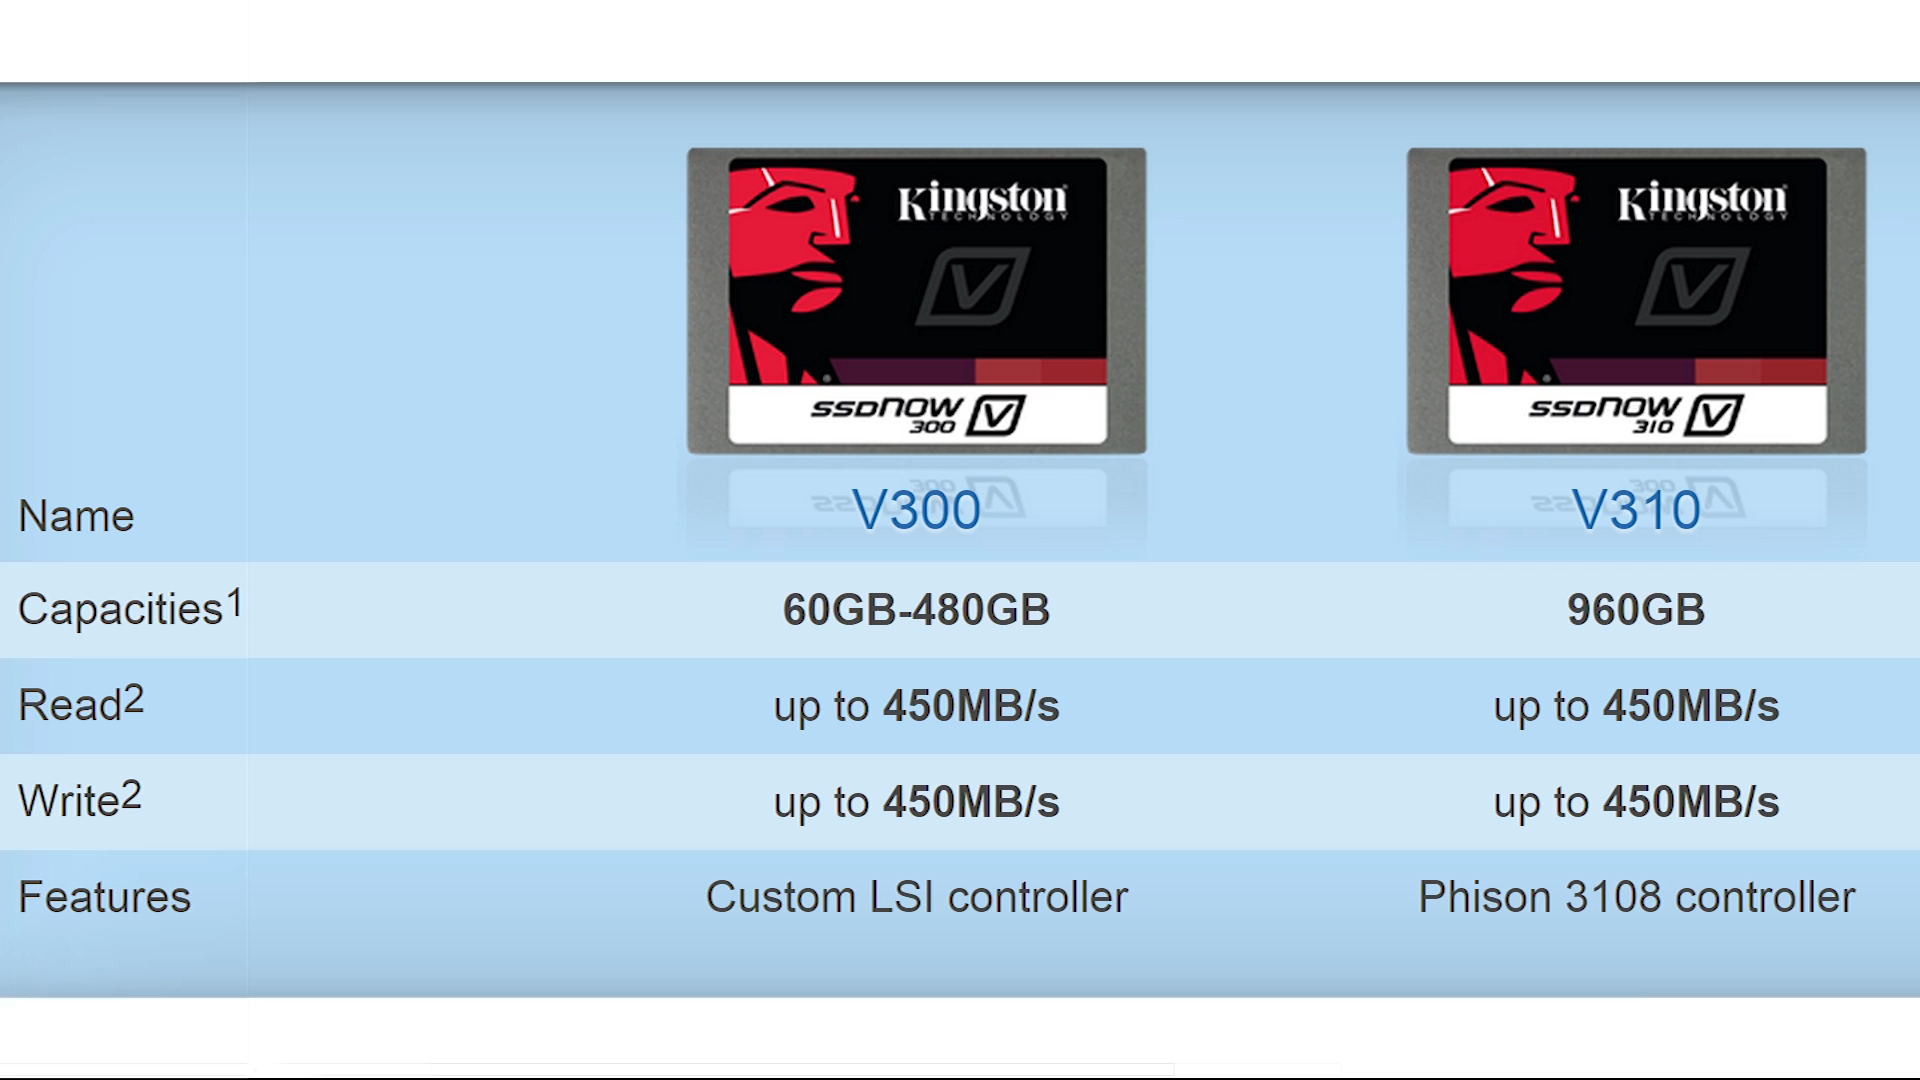 Kingston Kingston
TECHNOLOGY TECHNOLOGY
V V
SSDNOW V SSDNOW V
300 310
Name V300 V310
Capacities1 60GB-480GB 960GB
Read2 up to 450MB/s up to 450MB/s
Write2 up to 450MB/s up to 450MB/s
Features Custom LSI controller Phison 3108 controller